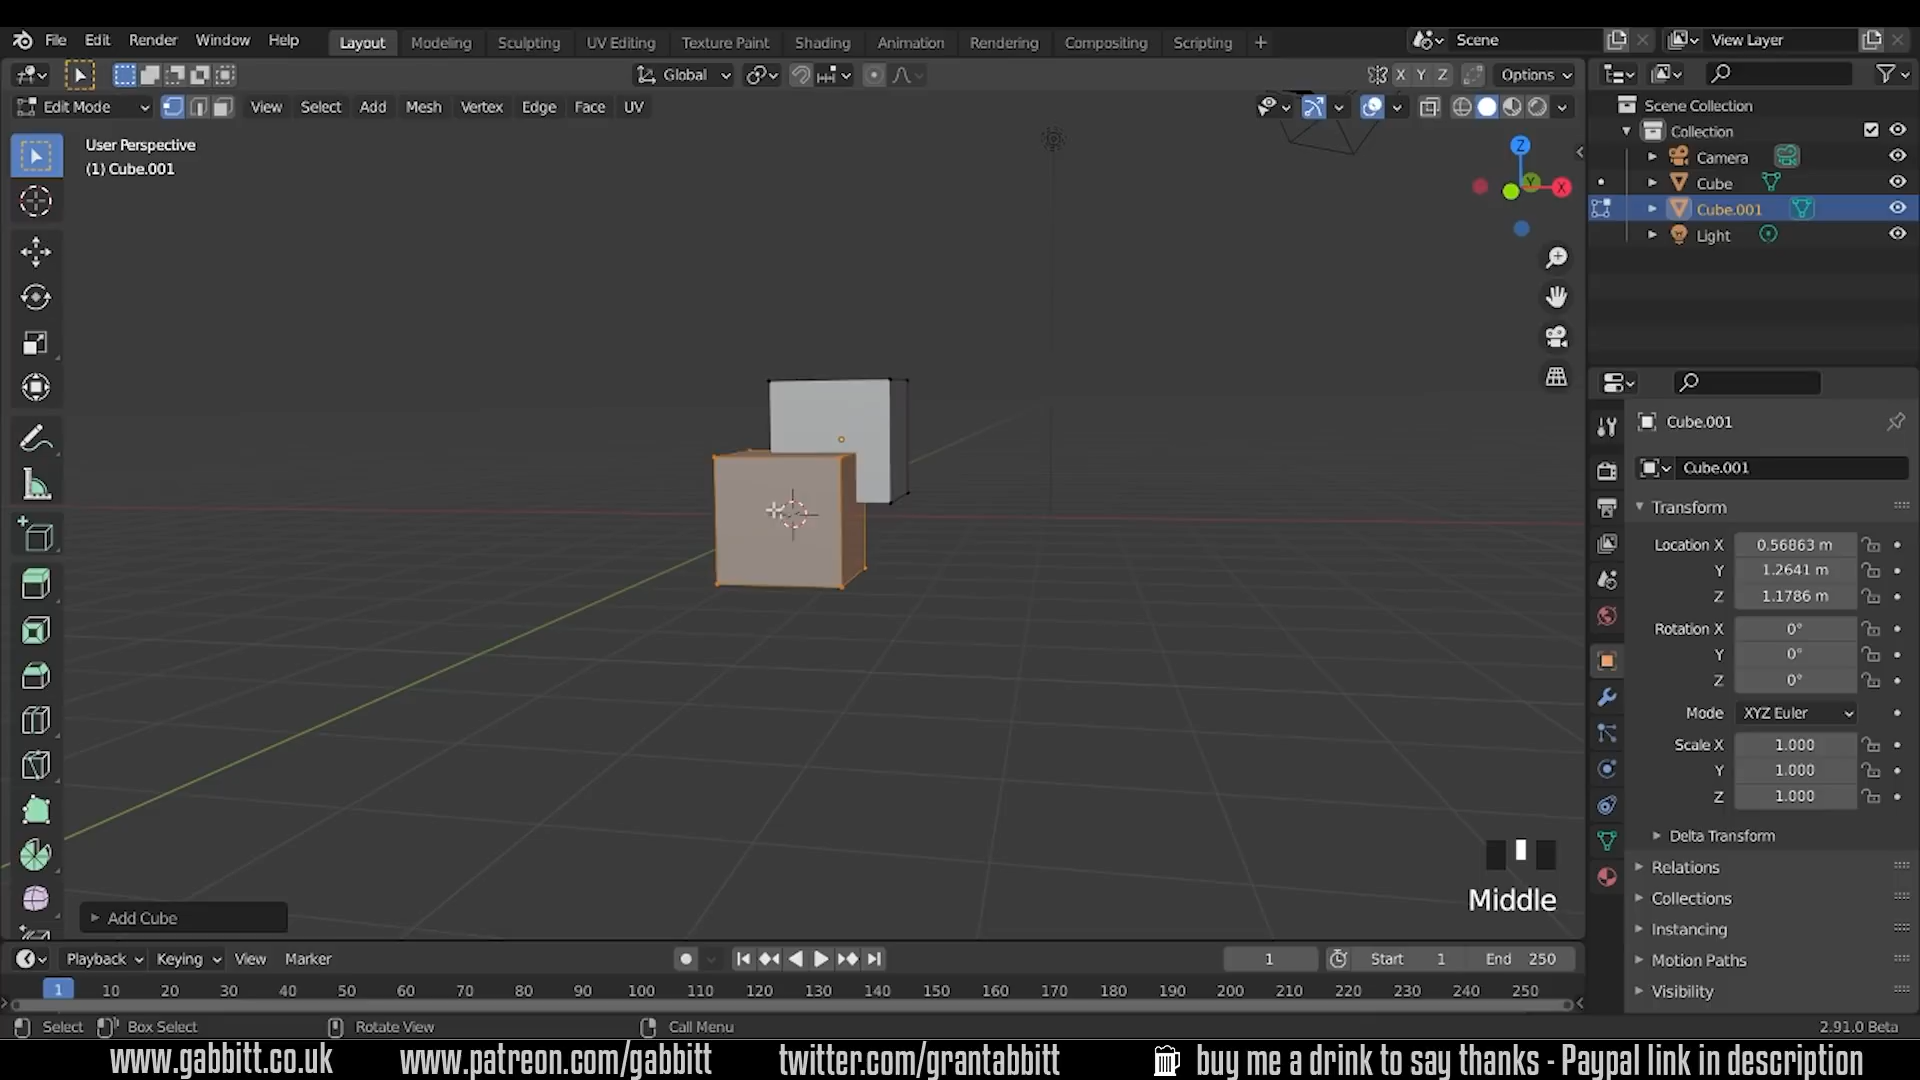 File Edit Render Window Help Layout Modeling Sculpting UV Editing Texture Paint Shading Animation Rendering Compositing Scripting + Scene View Layer
Global X Y Z Options
Edit Mode View Select Add Mesh Vertex Edge Face UV
Scene Collection
Collection
Camera
Cube
Cube.001
Light
User Perspective
(1) Cube.001
Z
Y
X
Cube.001
Cube.001
Transform
Location X 0.56863 m
Y 1.2641 m
Z 1.1786 m
Rotation X 0°
Y 0°
Z 0°
Mode XYZ Euler
Scale X 1.000
Y 1.000
Z 1.000
Delta Transform
Relations
Collections
Instancing
Motion Paths
Visibility
Middle
Add Cube
Playback Keying View Marker 1 Start 1 End 250
1 10 20 30 40 50 60 70 80 90 100 110 120 130 140 150 160 170 180 190 200 210 220 230 240 250
Select Box Select Rotate View Call Menu 2.91.0 Beta
www.gabbitt.co.uk www.patreon.com/gabbitt twitter.com/grantabbitt buy me a drink to say thanks - Paypal link in description